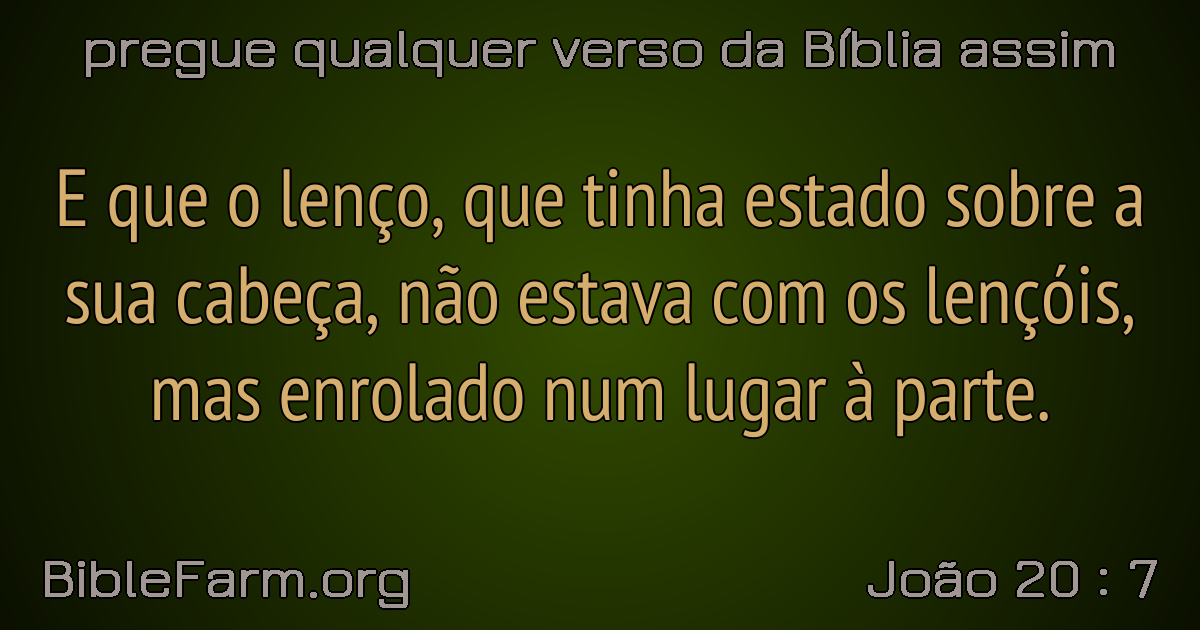 pregue qualquer verso da Bíblia assim
E que o lenço, que tinha estado sobre a
sua cabeça, não estava com os lençóis,
mas enrolado num lugar à parte.
BibleFarm.org
João 20 : 7